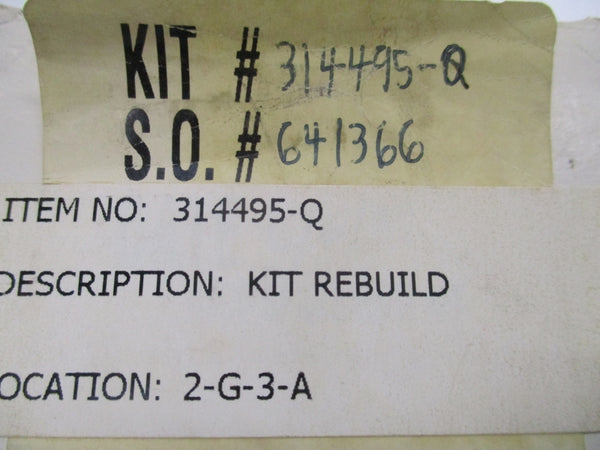 KIT # 314495-Q
S.O. # 641366
ITEM NO: 314495-Q
DESCRIPTION: KIT REBUILD
OCATION: 2-G-3-A